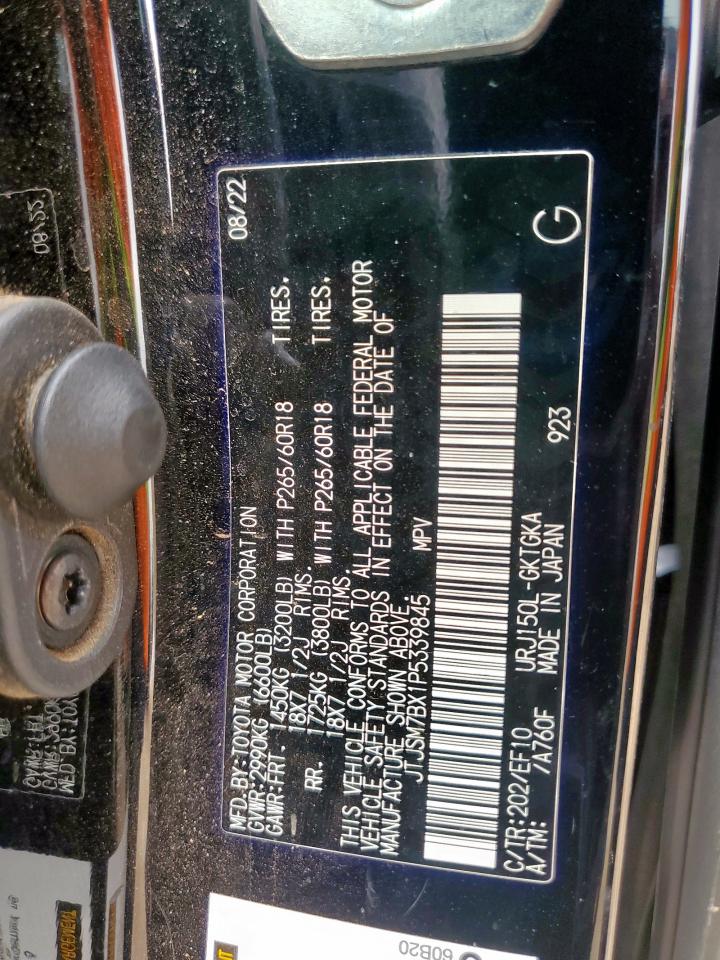 MFD.BY:TOYOTA MOTOR CORPORATION 08/22
GVWR:2990KG (6600LB)
GAWR:FRT. 1450KG (3200LB) WITH P265/60R18 TIRES.
18X7 1/2J RIMS.
RR. 1725KG (3800LB) WITH P265/60R18 TIRES.
18X7 1/2J RIMS.
THIS VEHICLE CONFORMS TO ALL APPLICABLE FEDERAL MOTOR
VEHICLE SAFETY STANDARDS IN EFFECT ON THE DATE OF
MANUFACTURE SHOWN ABOVE.
JTJSM7BX1P5339845 MPV
C/TR:202/EF10 URJ150L-GKTGKA 923 G
A/TM: /A760F MADE IN JAPAN
60B20
08/22